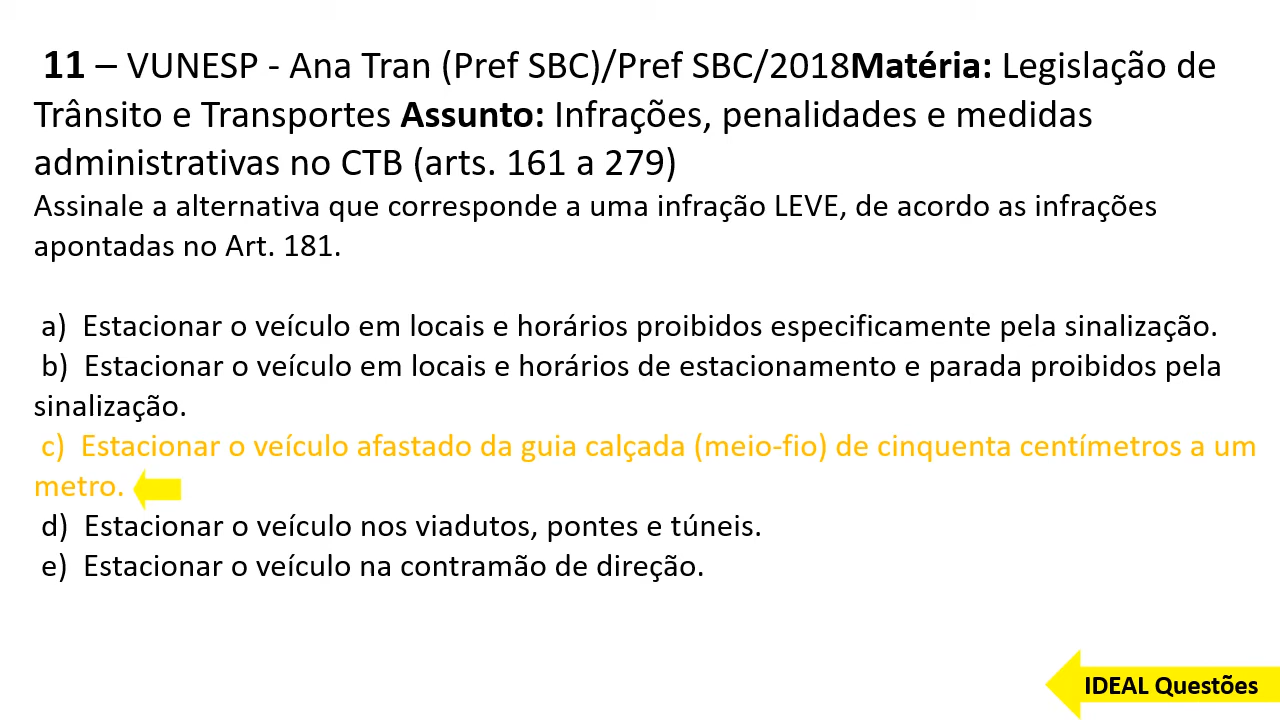 11 – VUNESP - Ana Tran (Pref SBC)/Pref SBC/2018Matéria: Legislação de
Trânsito e Transportes Assunto: Infrações, penalidades e medidas
administrativas no CTB (arts. 161 a 279)
Assinale a alternativa que corresponde a uma infração LEVE, de acordo as infrações
apontadas no Art. 181.
a) Estacionar o veículo em locais e horários proibidos especificamente pela sinalização.
b) Estacionar o veículo em locais e horários de estacionamento e parada proibidos pela
sinalização.
c) Estacionar o veículo afastado da guia calçada (meio-fio) de cinquenta centímetros a um
metro.
d) Estacionar o veículo nos viadutos, pontes e túneis.
e) Estacionar o veículo na contramão de direção.
IDEAL Questões